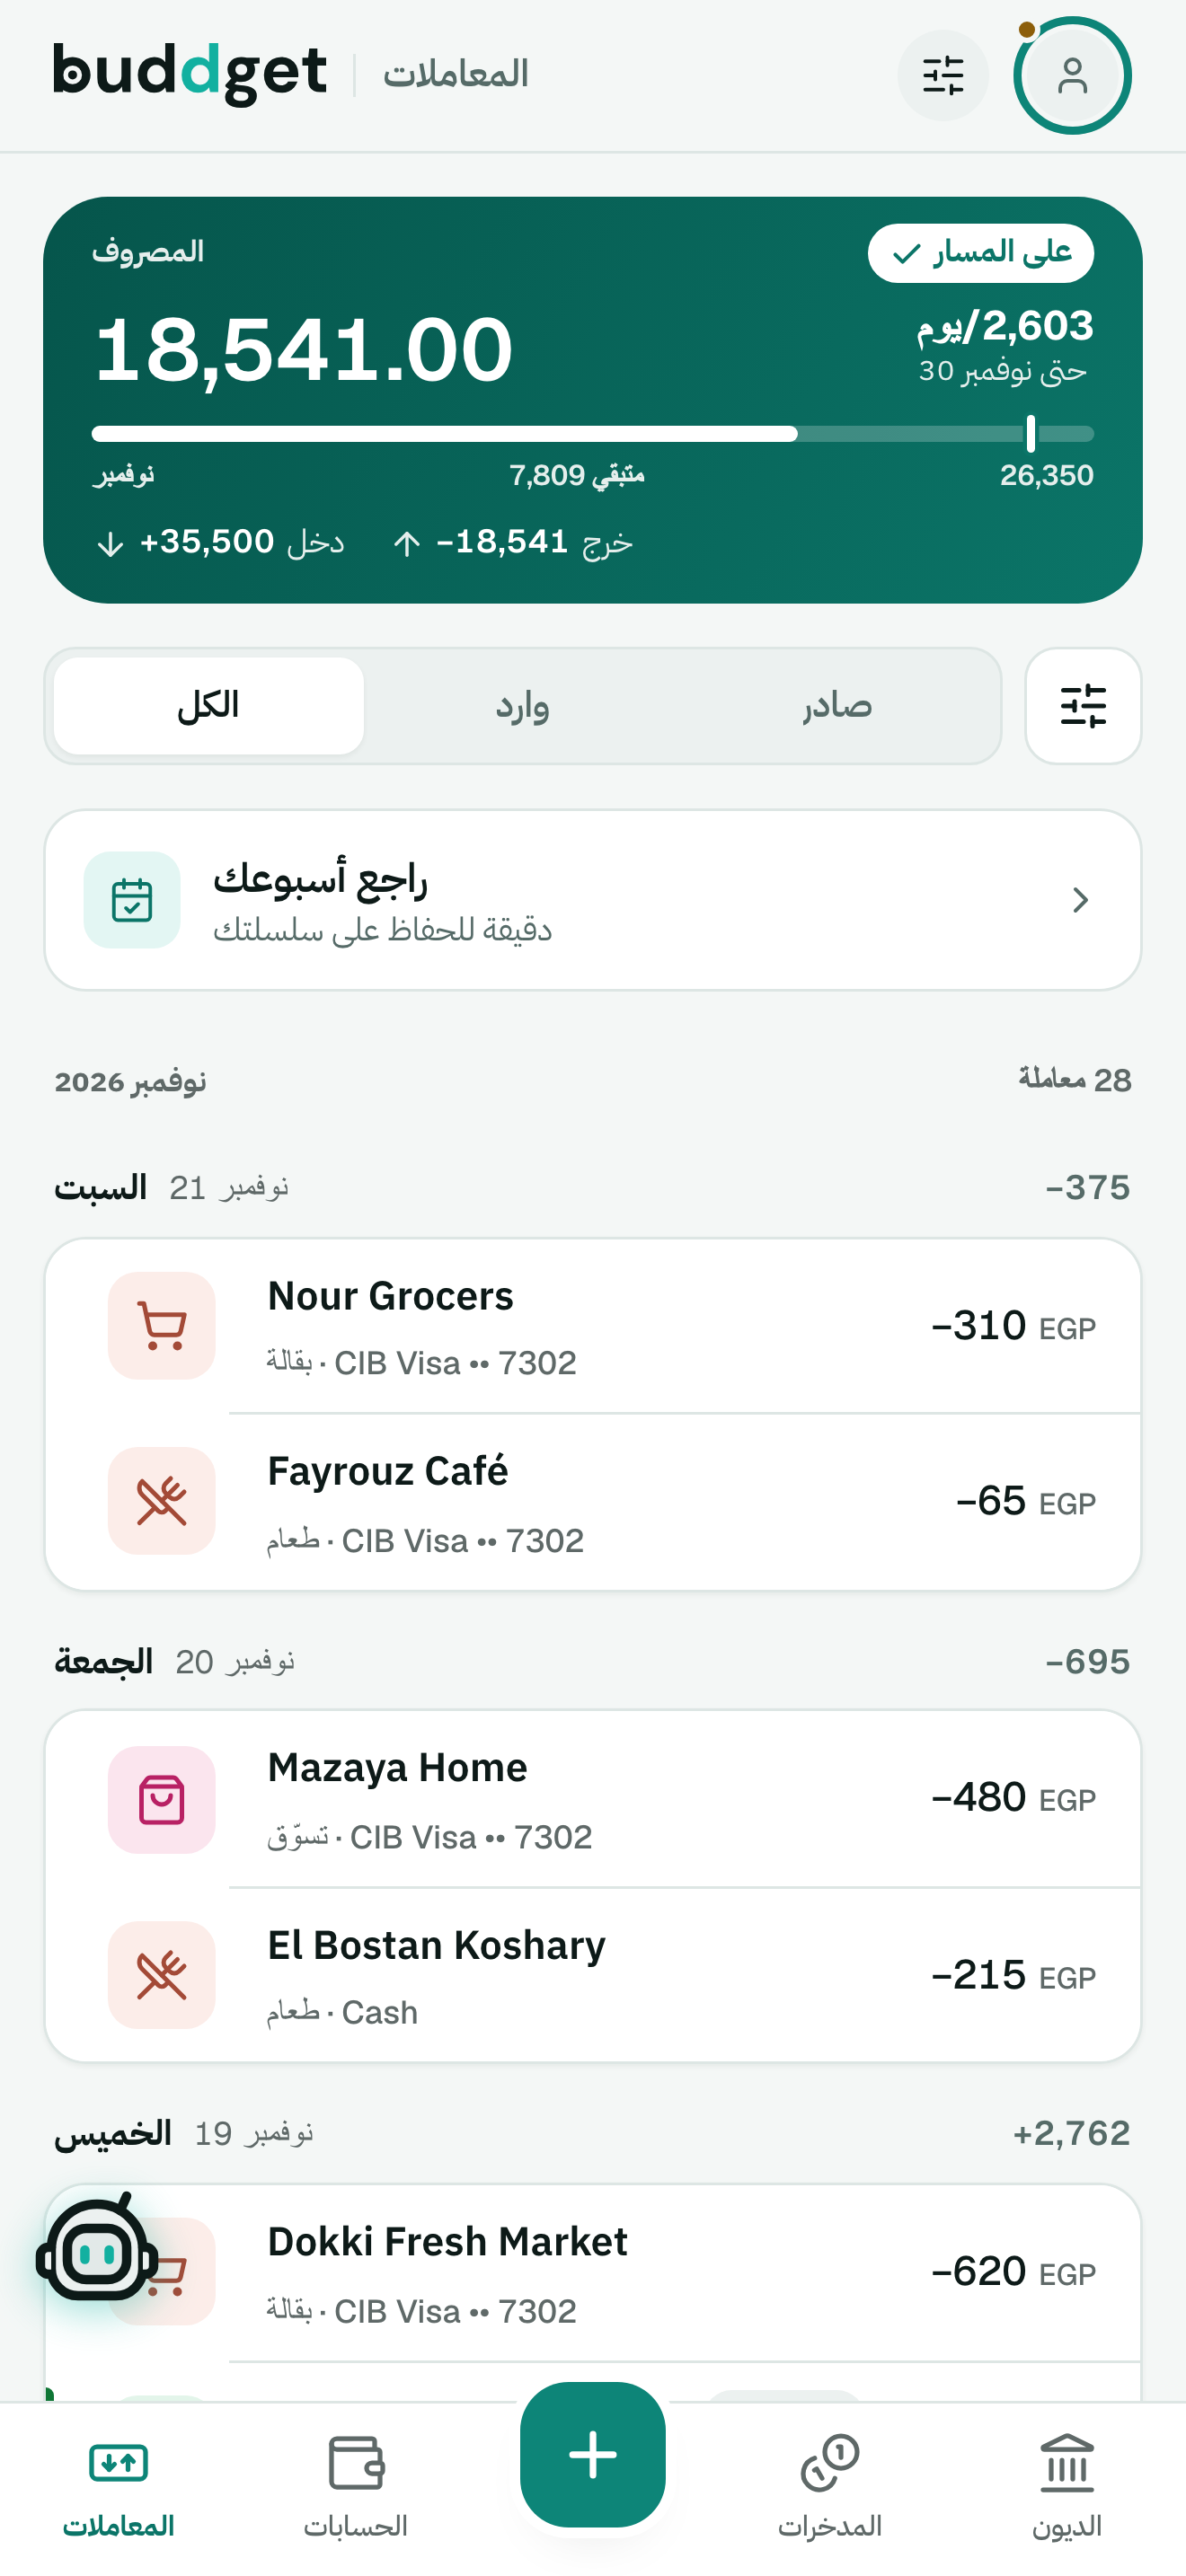 buddget
المعاملات
المصروف
على المسار
18,541.00
2,603/يوم
حتى نوفمبر 30
نوفمبر
متبقي 7,809
26,350
+35,500 دخل
−18,541 خرج
الكل
وارد
صادر
راجع أسبوعك
دقيقة للحفاظ على سلسلتك
نوفمبر 2026
28 معاملة
السبت
نوفمبر 21
−375
Nour Grocers
بقالة · CIB Visa •• 7302
−310 EGP
Fayrouz Café
طعام · CIB Visa •• 7302
−65 EGP
الجمعة
نوفمبر 20
−695
Mazaya Home
تسوّق · CIB Visa •• 7302
−480 EGP
El Bostan Koshary
طعام · Cash
−215 EGP
الخميس
نوفمبر 19
+2,762
Dokki Fresh Market
بقالة · CIB Visa •• 7302
−620 EGP
المعاملات
الحسابات
المدخرات
الديون